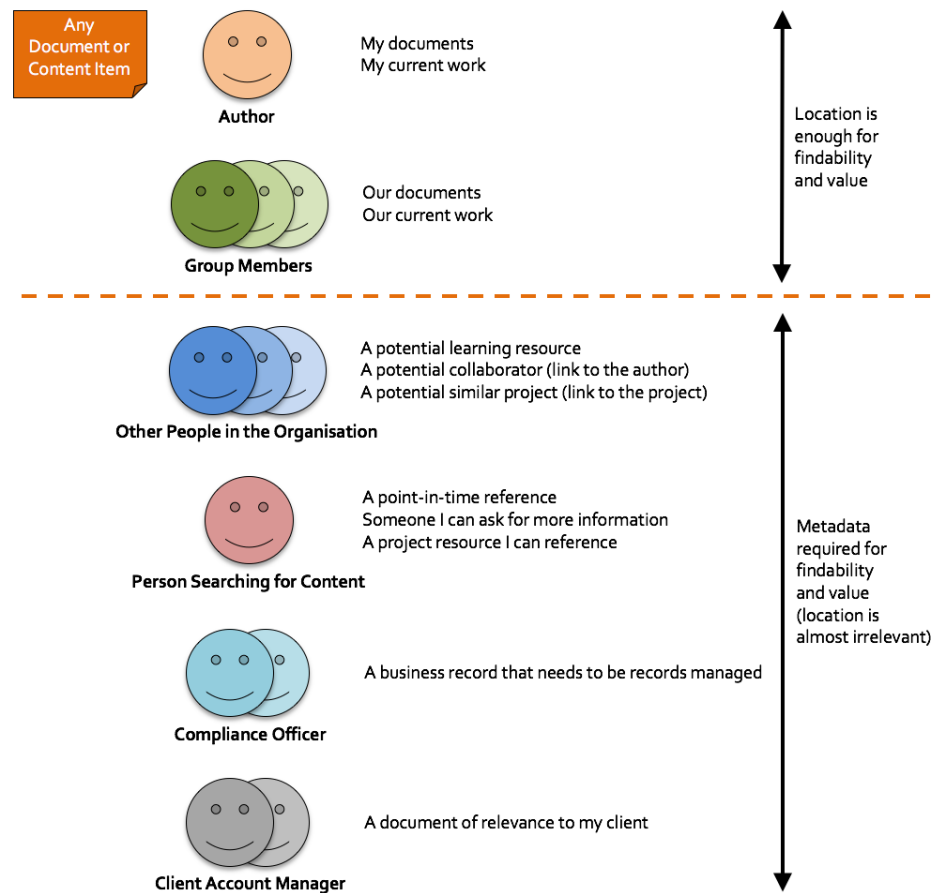 Any
Document or
Content Item
My documents
My current work
Author
Location is
enough for
findability
and value
Our documents
Our current work
Group Members
A potential learning resource
A potential collaborator (link to the author)
A potential similar project (link to the project)
Other People in the Organisation
A point-in-time reference
Someone I can ask for more information
A project resource I can reference
Person Searching for Content
Metadata
required for
findability
and value
(location is
almost irrelevant)
A business record that needs to be records managed
Compliance Officer
A document of relevance to my client
Client Account Manager